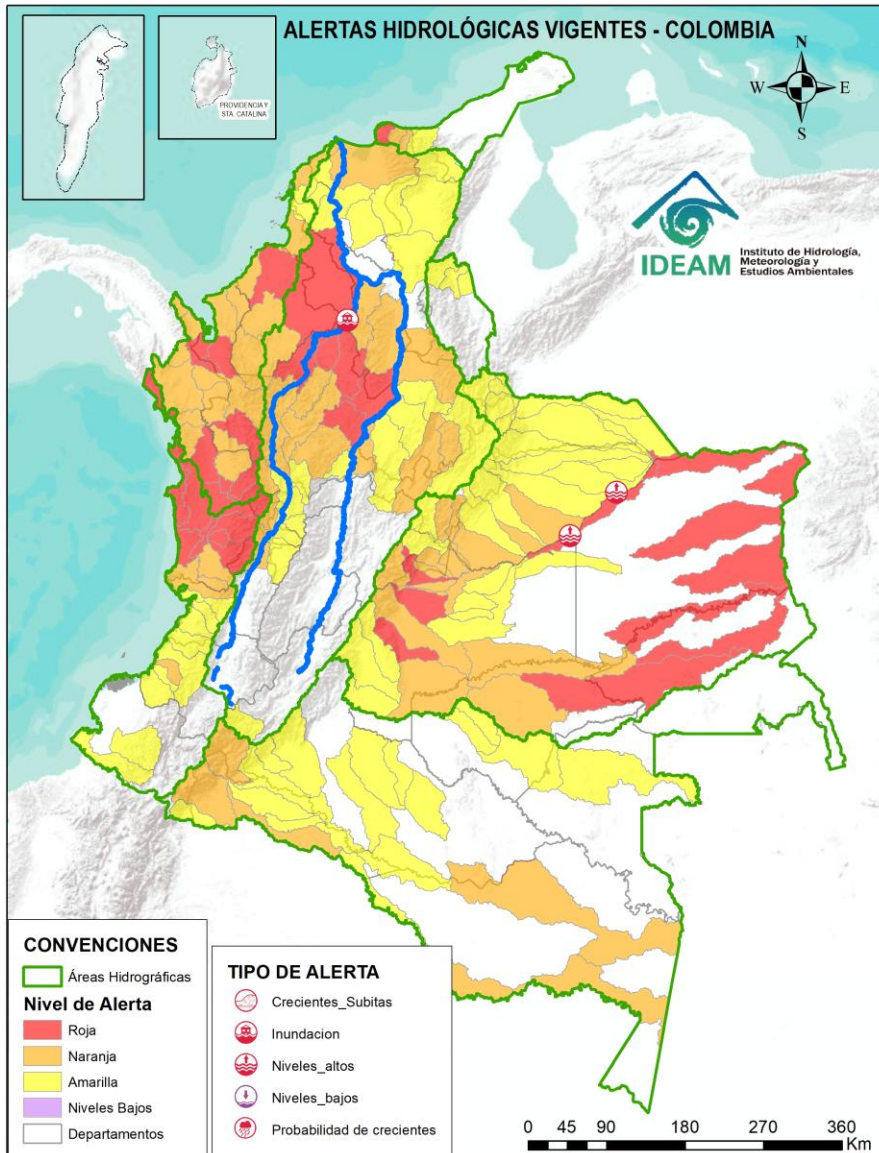 ALERTAS HIDROLÓGICAS VIGENTES - COLOMBIA
PROVIDENCIA Y
STA. CATALINA
N
W
E
S
IDEAM
Instituto de Hidrología,
Meteorología y
Estudios Ambientales
CONVENCIONES
Áreas Hidrográficas
Nivel de Alerta
Roja
Naranja
Amarilla
Niveles Bajos
Departamentos
TIPO DE ALERTA
Crecientes_Subitas
Inundacion
Niveles_altos
Niveles_bajos
Probabilidad de crecientes
0 45 90 180 270 360
Km